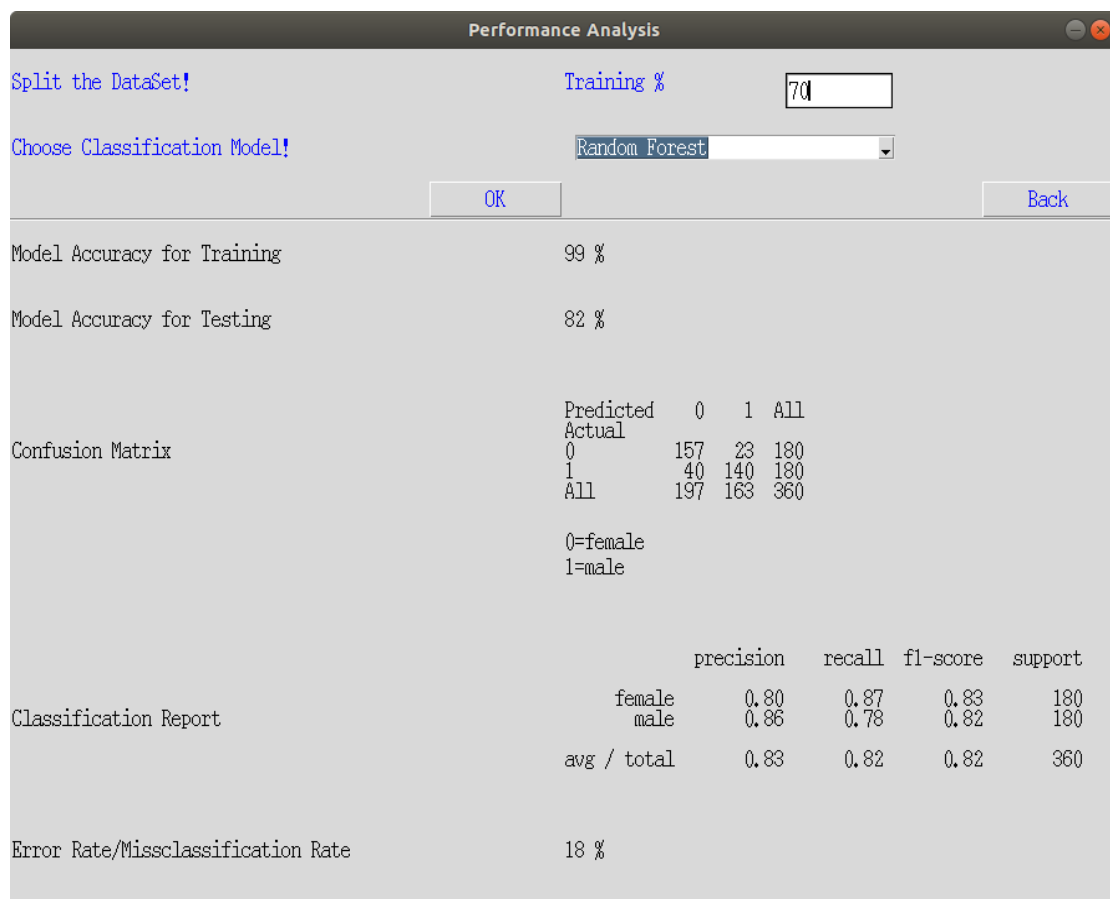 Performance Analysis
Split the DataSet! Training % 70
Choose Classification Model! Random Forest
OK Back
Model Accuracy for Training 99 %
Model Accuracy for Testing 82 %
Predicted 0 1 All
Actual
Confusion Matrix 0 157 23 180
1 40 140 180
All 197 163 360
0=female
1=male
precision recall f1-score support
female 0.80 0.87 0.83 180
Classification Report male 0.86 0.78 0.82 180
avg / total 0.83 0.82 0.82 360
Error Rate/Missclassification Rate 18 %